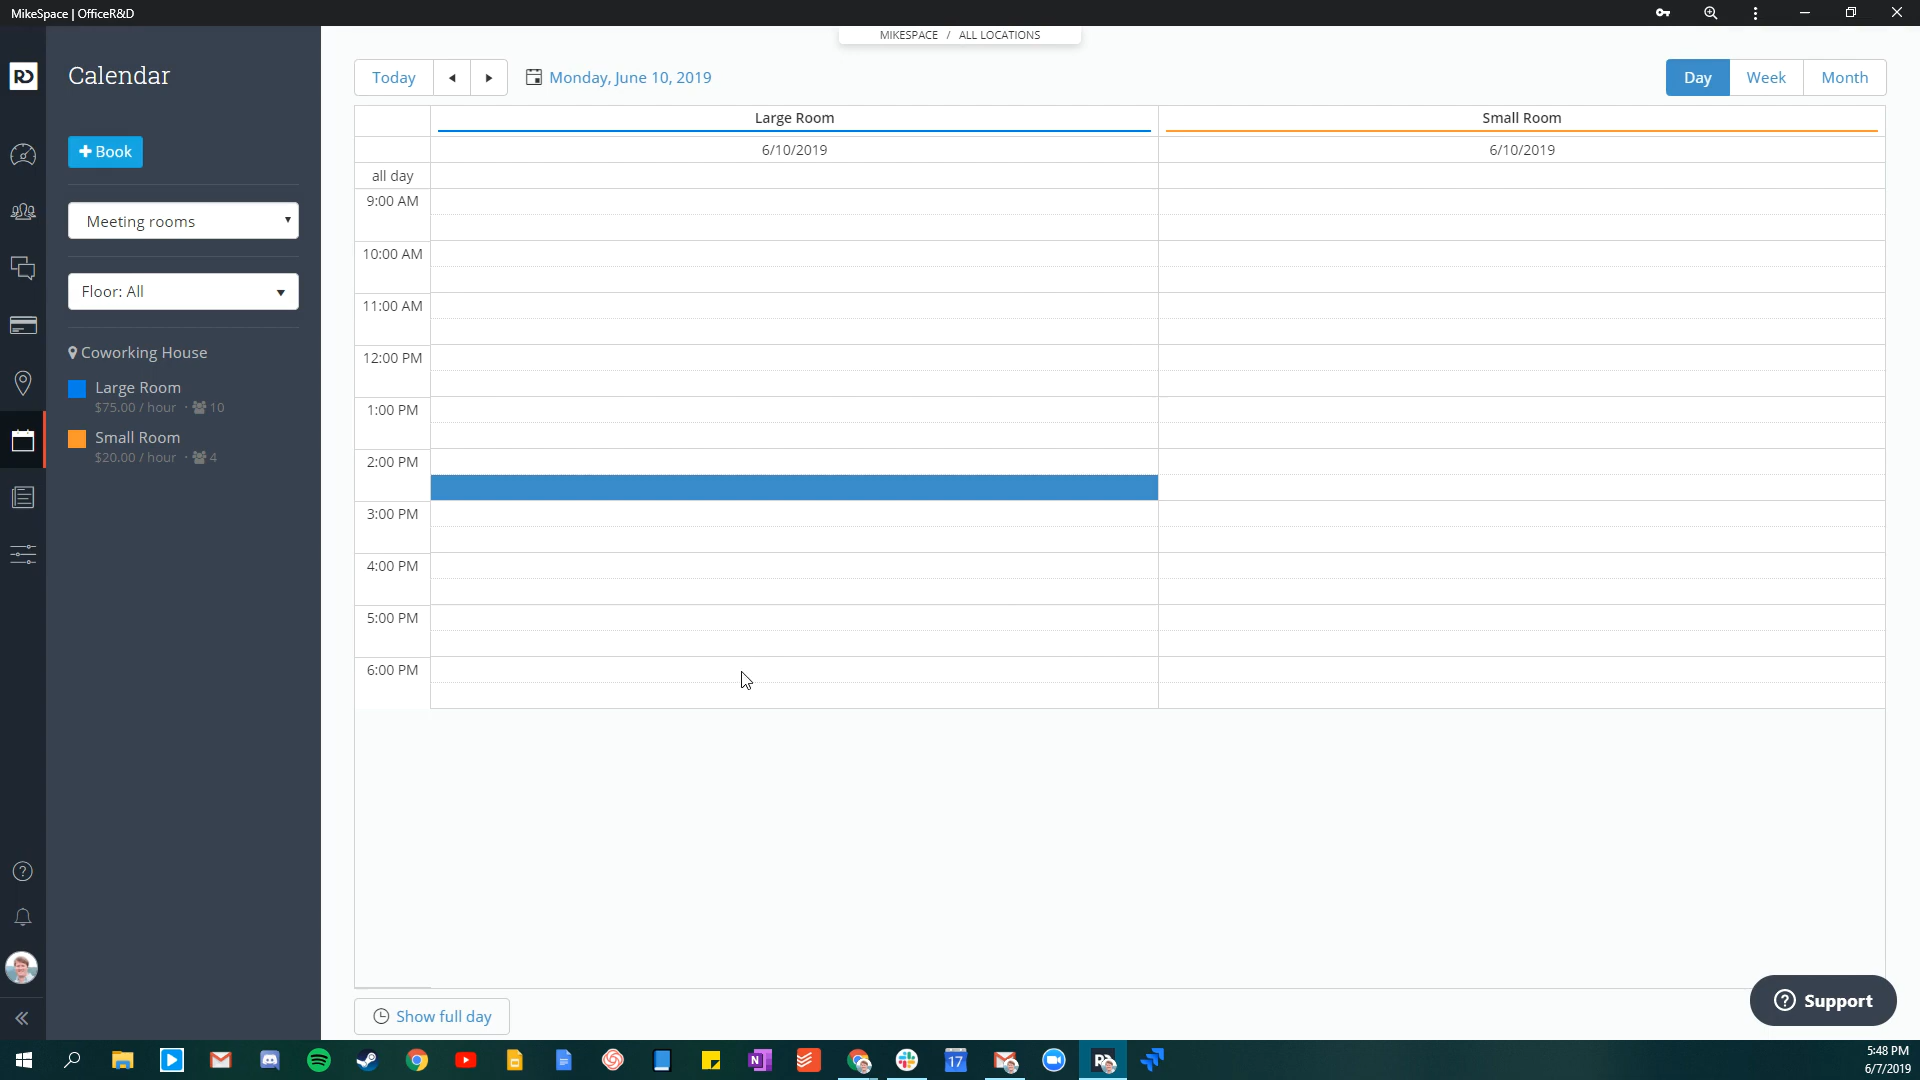 MikeSpace | OfficeR&D
MIKESPACE / ALL LOCATIONS
RD
Calendar
Today
Monday, June 10, 2019
Day
Week
Month
Book
Meeting rooms
Floor: All
Coworking House
Large Room
$75.00 / hour · 10
Small Room
$20.00 / hour · 4
Large Room
Small Room
6/10/2019
6/10/2019
all day
9:00 AM
10:00 AM
11:00 AM
12:00 PM
1:00 PM
2:00 PM
3:00 PM
4:00 PM
5:00 PM
6:00 PM
Show full day
Support
N
17
5:48 PM
6/7/2019